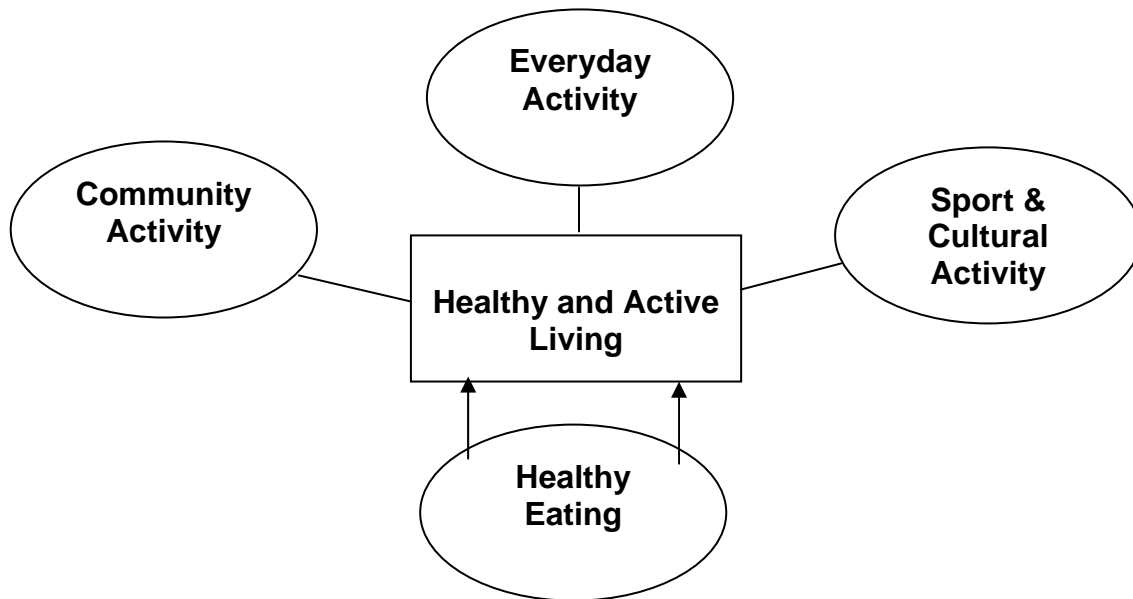 Everyday
Activity
Community
Activity
Sport &
Cultural
Activity
Healthy and Active
Living
Healthy
Eating